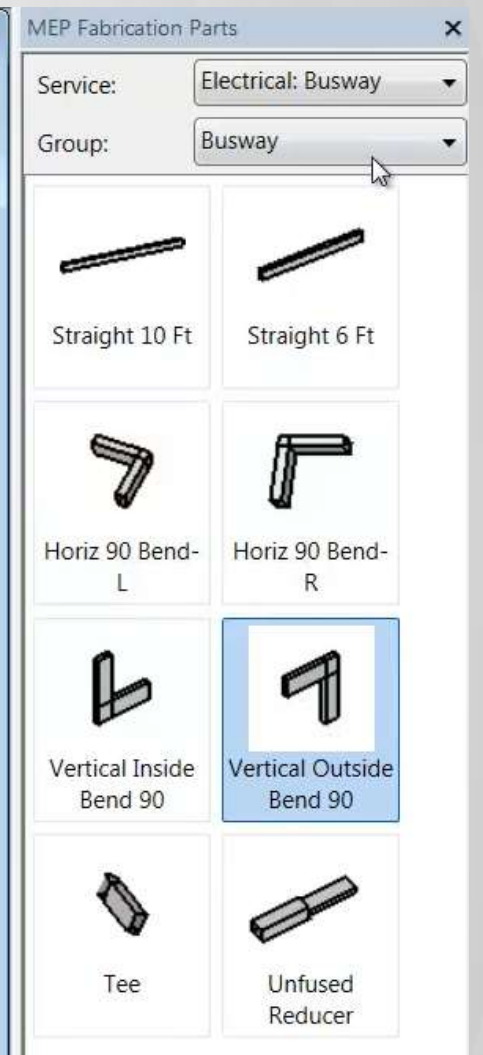 MEP Fabrication Parts
Service: Electrical: Busway
Group: Busway
Straight 10 Ft
Straight 6 Ft
Horiz 90 Bend-
L
Horiz 90 Bend-
R
Vertical Inside
Bend 90
Vertical Outside
Bend 90
Tee
Unfused
Reducer